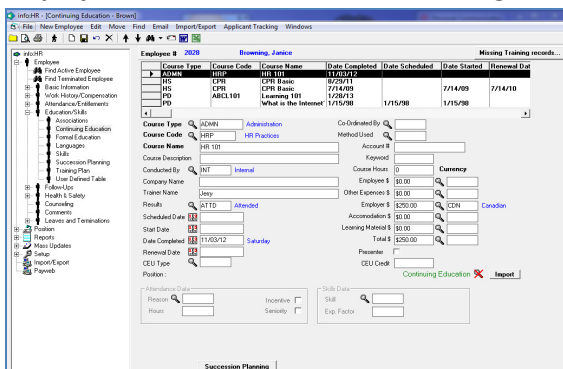 info:HR - [Continuing Education - Brown]
File New Employee Edit Move Find Email Import/Export Applicant Tracking Windows
info:HR
Employee
Find Active Employee
Find Terminated Employee
Basic Information
Work History/Compensation
Attendance/Entitlements
Education/Skills
Associations
Continuing Education
Formal Education
Languages
Skills
Succession Planning
Training Plan
User Defined Table
Follow-Ups
Health & Safety
Counseling
Comments
Leaves and Terminations
Position
Reports
Mass Updates
Setup
Import/Export
Payweb
Employee # 2028 Browning, Janice Missing Training records...
Course Type Course Code Course Name Date Completed Date Scheduled Date Started Renewal Dat
ADMN HRP HR 101 11/03/12
HS CPR CPR Basic 8/29/11
HS CPR CPR Basic 7/14/09 7/14/09 7/14/10
PD ABCL101 Learning 101 1/28/13
PD What is the Internet 1/15/98 1/15/98 1/15/98
Course Type ADMN Administration Co-Ordinated By
Course Code HRP HR Practices Method Used
Course Name HR 101 Account #
Course Description Keyword
Conducted By INT Internal Course Hours 0 Currency
Company Name Employee $ $0.00
Trainer Name Jerry Other Expenses $ $0.00
Results ATTD Attended Employer $ $250.00 CDN Canadian
Scheduled Date Accomodation $ $0.00
Start Date Learning Material $ $0.00
Date Completed 11/03/12 Saturday Total $ $250.00
Renewal Date Presenter
CEU Type CEU Credit
Position : Continuing Education Import
Attendance Data Skills Data
Reason Incentive Skill
Hours Seniority Exp. Factor
Succession Planning